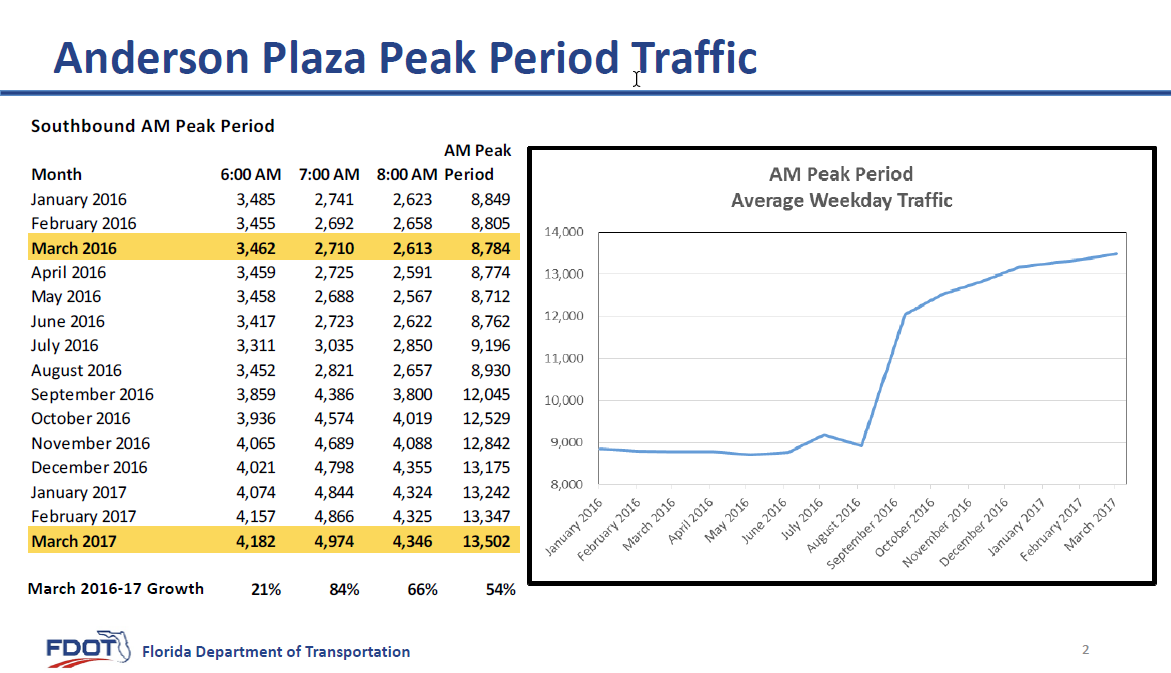 Anderson Plaza Peak Period Traffic
Southbound AM Peak Period
AM Peak
Month 6:00 AM 7:00 AM 8:00 AM Period
January 2016 3,485 2,741 2,623 8,849
February 2016 3,455 2,692 2,658 8,805
March 2016 3,462 2,710 2,613 8,784
April 2016 3,459 2,725 2,591 8,774
May 2016 3,458 2,688 2,567 8,712
June 2016 3,417 2,723 2,622 8,762
July 2016 3,311 3,035 2,850 9,196
August 2016 3,452 2,821 2,657 8,930
September 2016 3,859 4,386 3,800 12,045
October 2016 3,936 4,574 4,019 12,529
November 2016 4,065 4,689 4,088 12,842
December 2016 4,021 4,798 4,355 13,175
January 2017 4,074 4,844 4,324 13,242
February 2017 4,157 4,866 4,325 13,347
March 2017 4,182 4,974 4,346 13,502
March 2016-17 Growth 21% 84% 66% 54%
AM Peak Period
Average Weekday Traffic
14,000
13,000
12,000
11,000
10,000
9,000
8,000
January 2016
February 2016
March 2016
April 2016
May 2016
June 2016
July 2016
August 2016
September 2016
October 2016
November 2016
December 2016
January 2017
February 2017
March 2017
FDOT Florida Department of Transportation
2